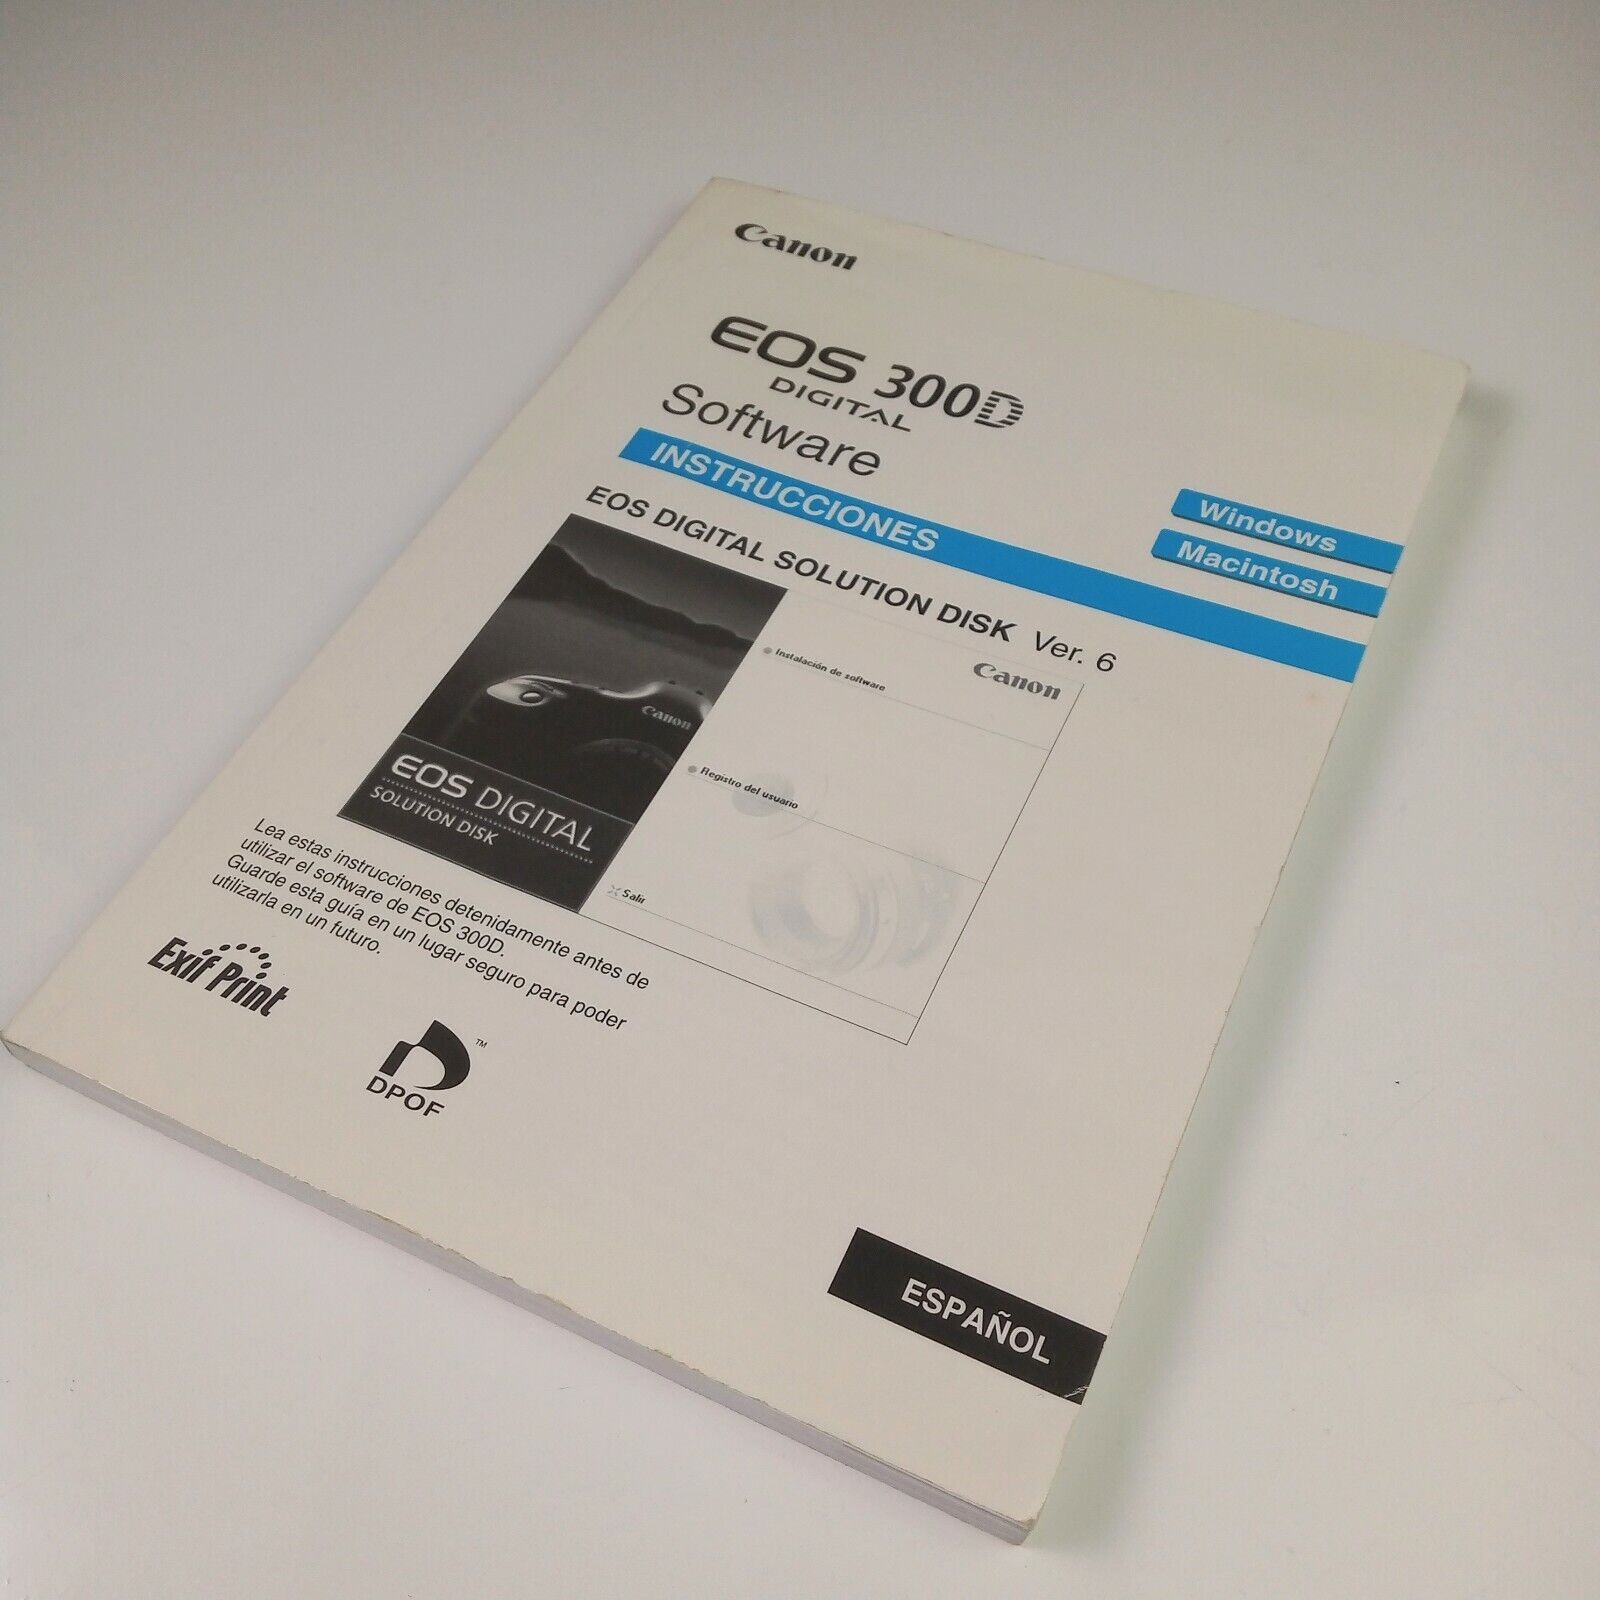 Canon
EOS 300D
DIGITAL
Software
INSTRUCCIONES
Windows
Macintosh
EOS DIGITAL SOLUTION DISK Ver. 6
Canon
Instalación de software
Canon
Registro del usuario
EOS DIGITAL
SOLUTION DISK
Salir
Lea estas instrucciones detenidamente antes de
utilizar el software de EOS 300D.
Guarde esta guía en un lugar seguro para poder
utilizarla en un futuro.
Exif Print
DPOF
TM
ESPAÑOL